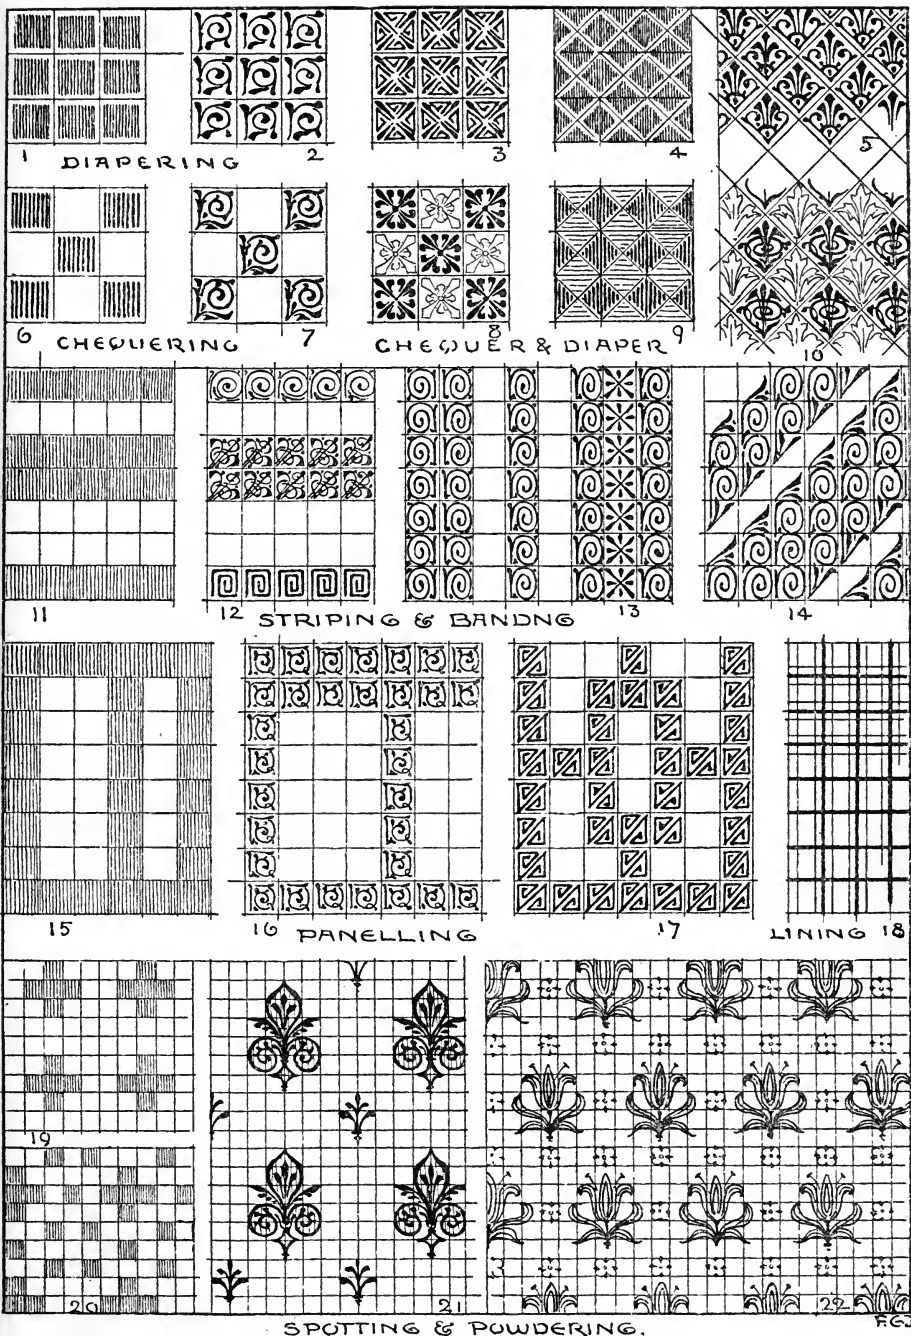 1 DIAPERING 2 3 4 5
6 CHEQUERING 7 CHEQUER & DIAPER 8 9 10
11 12 STRIPING & BANDNG 13 14
15 16 PANELLING 17 LINING 18
19
20 21 22
SPOTTING & POWDERING.